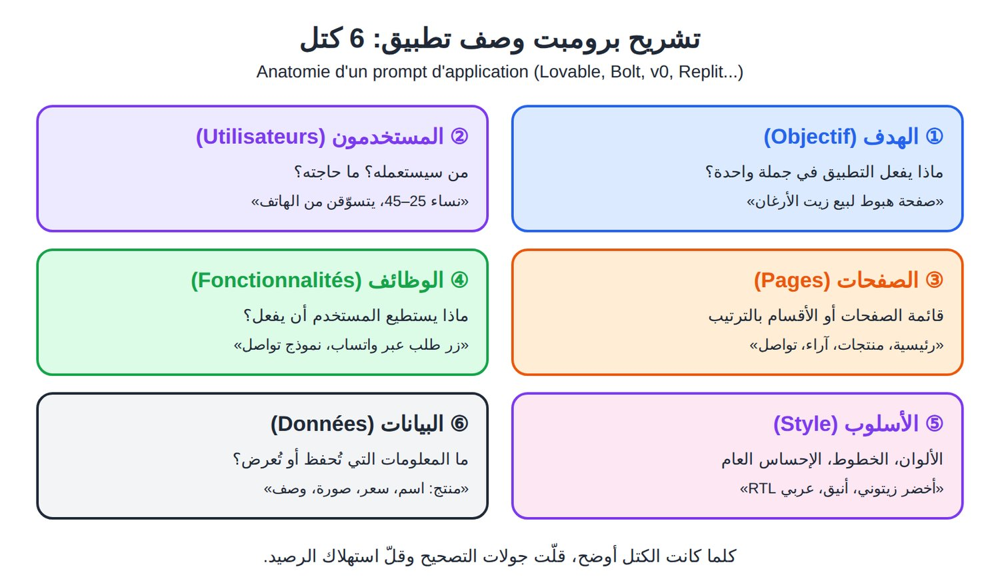 تشريح برومبت وصف تطبيق: 6 كتل
Anatomie d'un prompt d'application (Lovable, Bolt, v0, Replit...)
① الهدف (Objectif)
ماذا يفعل التطبيق في جملة واحدة؟
«صفحة هبوط لبيع زيت الأرغان»
② المستخدمون (Utilisateurs)
من سيستعمله؟ ما حاجته؟
«نساء 25–45، يتسوّقن من الهاتف»
③ الصفحات (Pages)
قائمة الصفحات أو الأقسام بالترتيب
«رئيسية، منتجات، آراء، تواصل»
④ الوظائف (Fonctionnalités)
ماذا يستطيع المستخدم أن يفعل؟
«زر طلب عبر واتساب، نموذج تواصل»
⑤ الأسلوب (Style)
الألوان، الخطوط، الإحساس العام
«أخضر زيتوني، أنيق، عربي RTL»
⑥ البيانات (Données)
ما المعلومات التي تُحفظ أو تُعرض؟
«منتج: اسم، سعر، صورة، وصف»
كلما كانت الكتل أوضح، قلّت جولات التصحيح وقلّ استهلاك الرصيد.